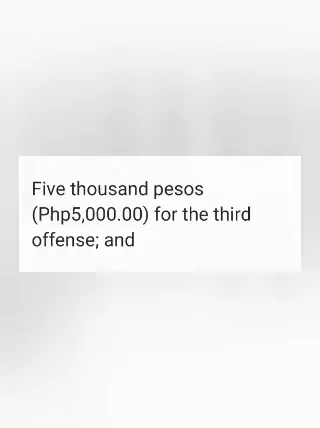 Five thousand pesos
(Php5,000.00) for the third
offense; and